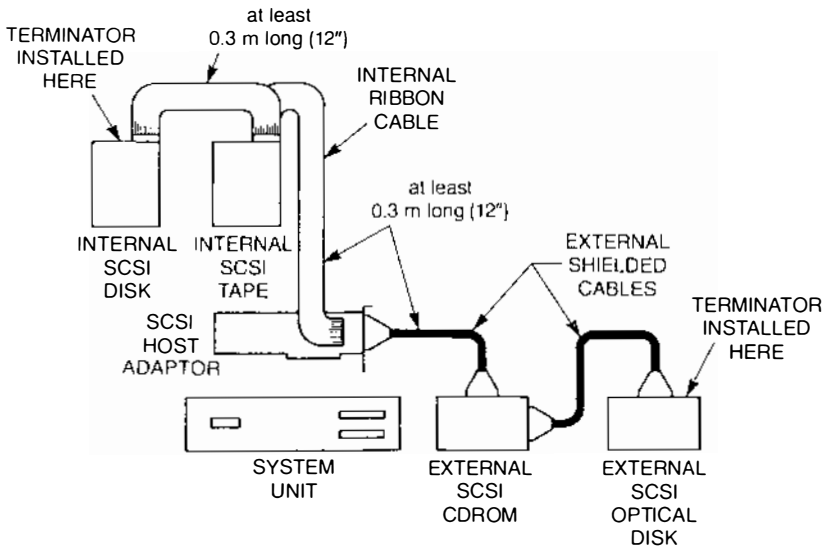 at least
0.3 m long (12")
TERMINATOR
INSTALLED
HERE
INTERNAL
RIBBON
CABLE
at least
0.3 m long (12")
INTERNAL
SCSI
DISK
INTERNAL
SCSI
TAPE
EXTERNAL
SHIELDED
CABLES
TERMINATOR
INSTALLED
HERE
SCSI
HOST
ADAPTOR
SYSTEM
UNIT
EXTERNAL
SCSI
CDROM
EXTERNAL
SCSI
OPTICAL
DISK